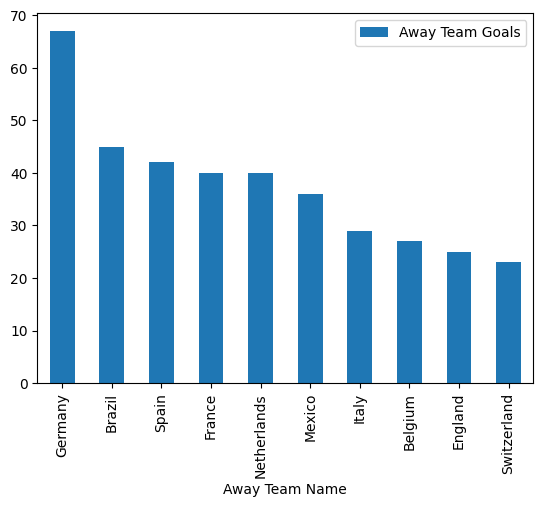 Away Team Goals
70
60
50
40
30
20
10
0
Germany
Brazil
Spain
France
Netherlands
Mexico
Italy
Belgium
England
Switzerland
Away Team Name